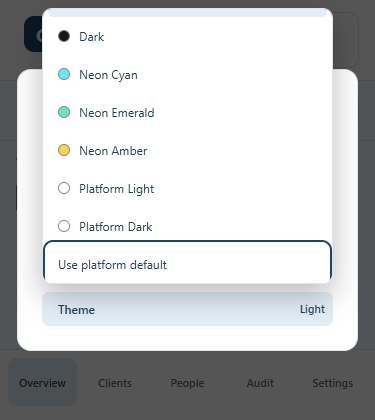 Dark
Neon Cyan
Neon Emerald
Neon Amber
Platform Light
Platform Dark
Use platform default
Theme Light
Overview Clients People Audit Settings